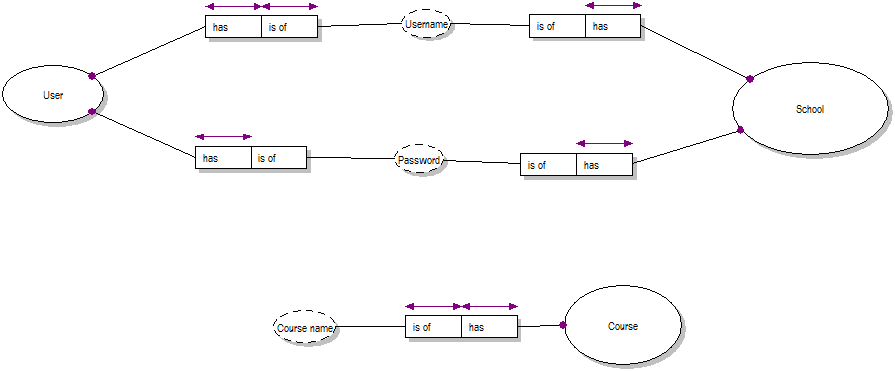 has is of Username is of has
User School
has is of Password is of has
Course name is of has Course